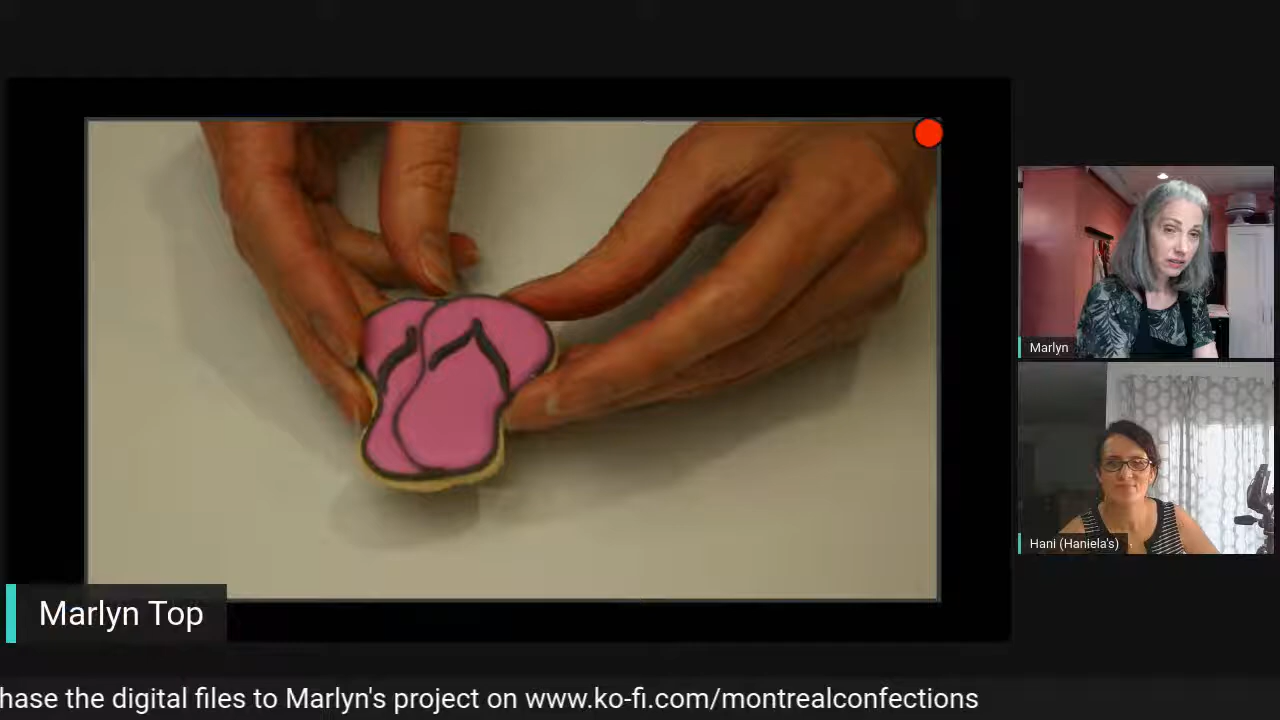 Marlyn
Hani (Haniela's)
Marlyn Top
hase the digital files to Marlyn's project on www.ko-fi.com/montrealconfections